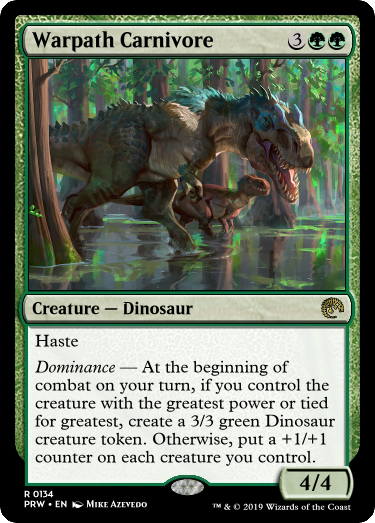 Warpath Carnivore 3
Creature — Dinosaur
Haste
Dominance — At the beginning of
combat on your turn, if you control the
creature with the greatest power or tied
for greatest, create a 3/3 green Dinosaur
creature token. Otherwise, put a +1/+1
counter on each creature you control.
4/4
R 0134
PRW • EN Mike Azevedo
™ & © 2019 Wizards of the Coast